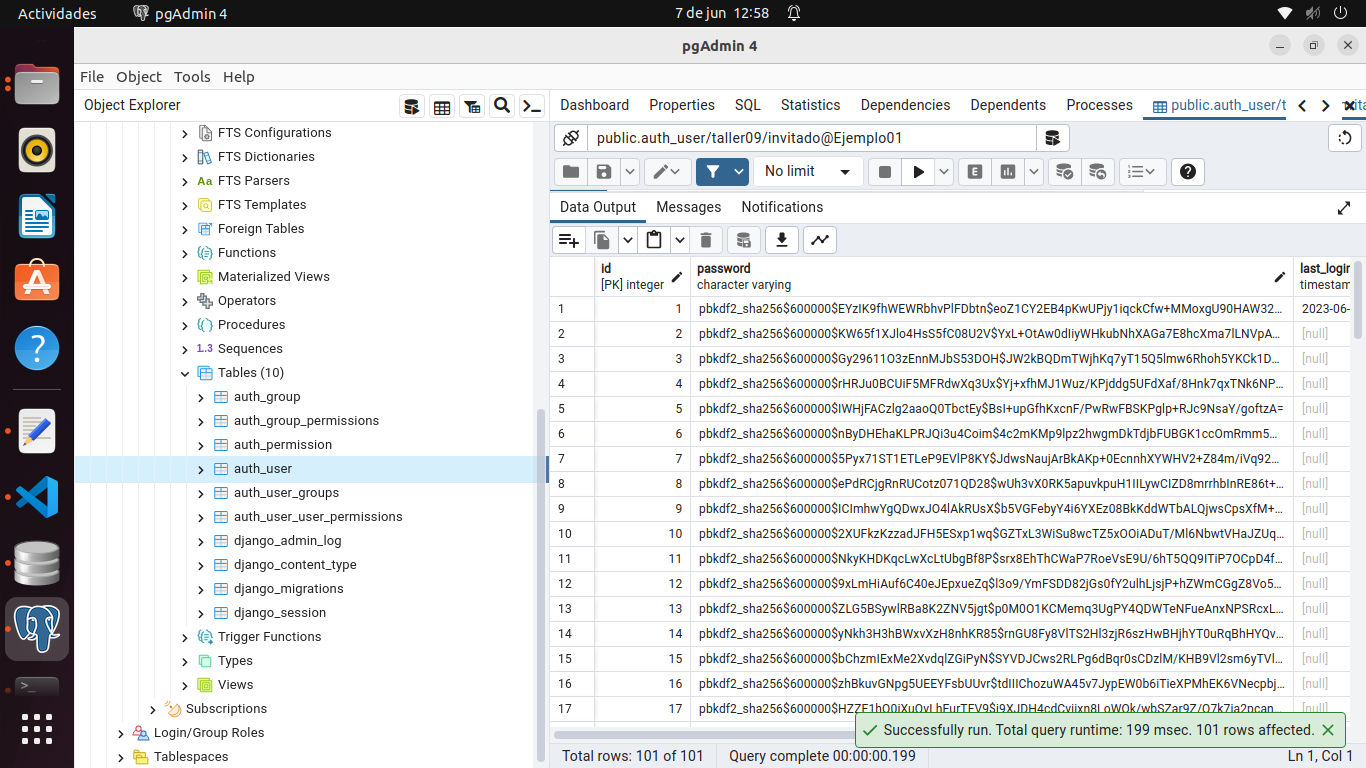 Actividades
pgAdmin 4
7 de jun 12:58
pgAdmin 4
File Object Tools Help
Object Explorer
FTS Configurations
FTS Dictionaries
Aa FTS Parsers
FTS Templates
Foreign Tables
Functions
Materialized Views
Operators
Procedures
1..3 Sequences
Tables (10)
auth_group
auth_group_permissions
auth_permission
auth_user
auth_user_groups
auth_user_user_permissions
django_admin_log
django_content_type
django_migrations
django_session
Trigger Functions
Types
Views
Subscriptions
Login/Group Roles
Tablespaces
Dashboard Properties SQL Statistics Dependencies Dependents Processes public.auth_user/t
public.auth_user/taller09/invitado@Ejemplo01
No limit
E
Data Output Messages Notifications
id password last_login
[PK] integer character varying timestam
1 1 pbkdf2_sha256$600000$EYzIK9fhWEWRbhvPlFDbtn$eoZ1CY2EB4pKwUPjy1iqckCfw+MMoxgU90HAW32... 2023-06-
2 2 pbkdf2_sha256$600000$KW65f1XJlo4HsS5fC08U2V$YxL+OtAw0dIiyWHkubNhXAGa7E8hcXma7lLNVpA... [null]
3 3 pbkdf2_sha256$600000$Gy29611O3zEnnMJbS53DOH$JW2kBQDmTWjhKq7yT15Q5lmw6Rhoh5YKCk1D... [null]
4 4 pbkdf2_sha256$600000$rHRJu0BCUiF5MFRdwXq3Ux$Yj+xfhMJ1Wuz/KPjddg5UFdXaf/8Hnk7qxTNk6NP... [null]
5 5 pbkdf2_sha256$600000$IWHjFACzlg2aaoQ0TbctEy$BsI+upGfhKxcnF/PwRwFBSKPglp+RJc9NsaY/goftzA= [null]
6 6 pbkdf2_sha256$600000$nByDHEhaKLPRJQi3u4Coim$4c2mKMp9lpz2hwgmDkTdjbFUBGK1ccOmRmm5... [null]
7 7 pbkdf2_sha256$600000$5Pyx71ST1ETLeP9EVlP8KY$JdwsNaujArBkAKp+0EcnnhXYWHV2+Z84m/iVq92... [null]
8 8 pbkdf2_sha256$600000$ePdRCjgRnRUCotz071QD28$wUh3vX0RK5apuvkpuH1IILywCIZD8mrrhbInRE86t+... [null]
9 9 pbkdf2_sha256$600000$ICImhwYgQDwxJO4lAkRUsX$b5VGFebyY4i6YXEz08BkKddWTbALQjwsCpsXfM+... [null]
10 10 pbkdf2_sha256$600000$2XUFkzKzzadJFH5ESxp1wq$GZTxL3WiSu8wcTZ5xOOiADuT/Ml6NbwtVHaJZUq... [null]
11 11 pbkdf2_sha256$600000$NkyKHDKqcLwXcLtUbgBf8P$srx8EhThCWaP7RoeVsE9U/6hT5QQ9ITiP7OCpD4f... [null]
12 12 pbkdf2_sha256$600000$9xLmHiAuf6C40eJEpxueZq$l3o9/YmFSDD82jGs0fY2ulhLjsjP+hZWmCGgZ8Vo5... [null]
13 13 pbkdf2_sha256$600000$ZLG5BSywlRBa8K2ZNV5jgt$p0M0O1KCMemq3UgPY4QDWTeNFueAnxNPSRcxL... [null]
14 14 pbkdf2_sha256$600000$yNkh3H3hBWxvXzH8nhKR85$rnGU8Fy8VlTS2Hl3zjR6szHwBHjhYT0uRqBhHYQv... [null]
15 15 pbkdf2_sha256$600000$bChzmIExMe2XvdqlZGiPyN$SYVDJCws2RLPg6dBqr0sCDzlM/KHB9Vl2sm6yTVl... [null]
16 16 pbkdf2_sha256$600000$zhBkuvGNpg5UEEYFsbUUvr$tdIIIChozuWA45v7JypEW0b6iTieXPMhEK6VNecpbj... [null]
17 17 [null]
Successfully run. Total query runtime: 199 msec. 101 rows affected.
Total rows: 101 of 101 Query complete 00:00:00.199 Ln 1, Col 1